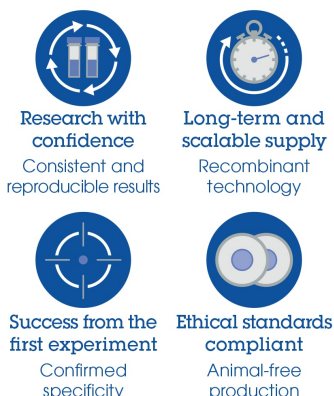 Research with
confidence
Consistent and
reproducible results
Long-term and
scalable supply
Recombinant
technology
Success from the
first experiment
Confirmed
specificity
Ethical standards
compliant
Animal-free
production